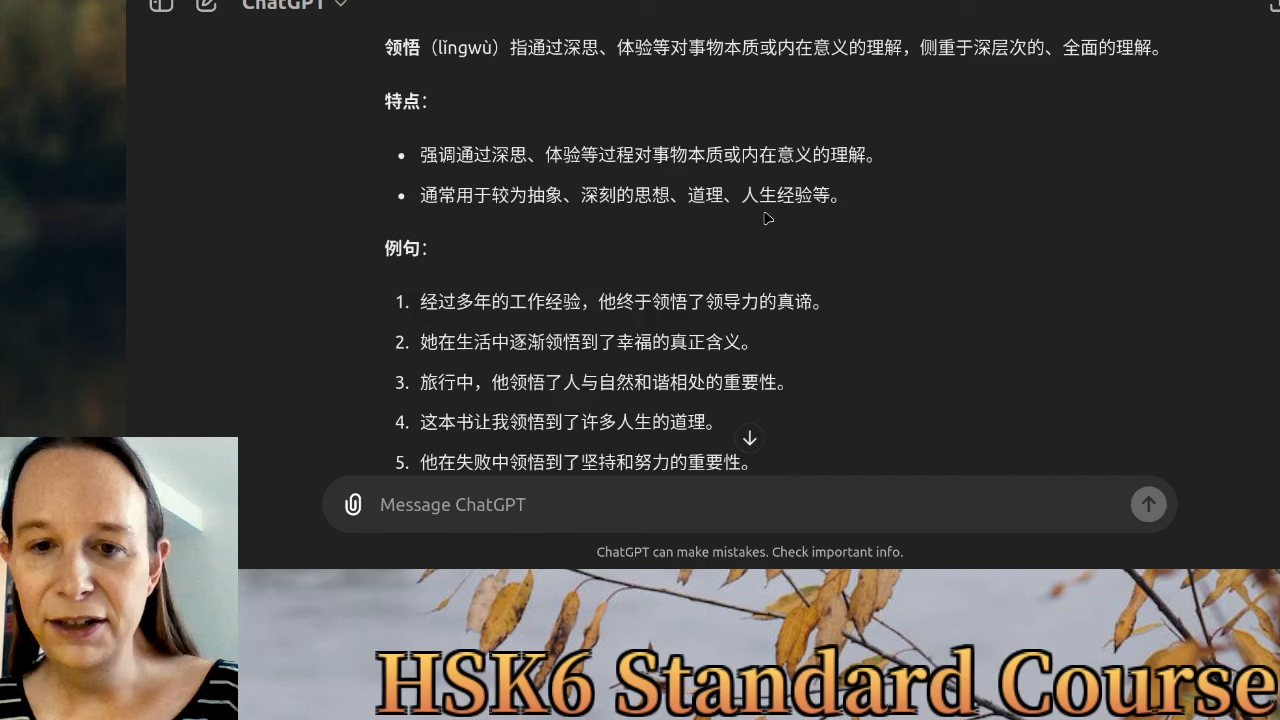 ChatGPT
领悟（lǐngwù）指通过深思、体验等对事物本质或内在意义的理解，侧重于深层次的、全面的理解。
特点：
• 强调通过深思、体验等过程对事物本质或内在意义的理解。
• 通常用于较为抽象、深刻的思想、道理、人生经验等。
例句：
1. 经过多年的工作经验，他终于领悟了领导力的真谛。
2. 她在生活中逐渐领悟到了幸福的真正含义。
3. 旅行中，他领悟了人与自然和谐相处的重要性。
4. 这本书让我领悟到了许多人生的道理。
5. 他在失败中领悟到了坚持和努力的重要性。
Message ChatGPT
ChatGPT can make mistakes. Check important info.
HSK6 Standard Course